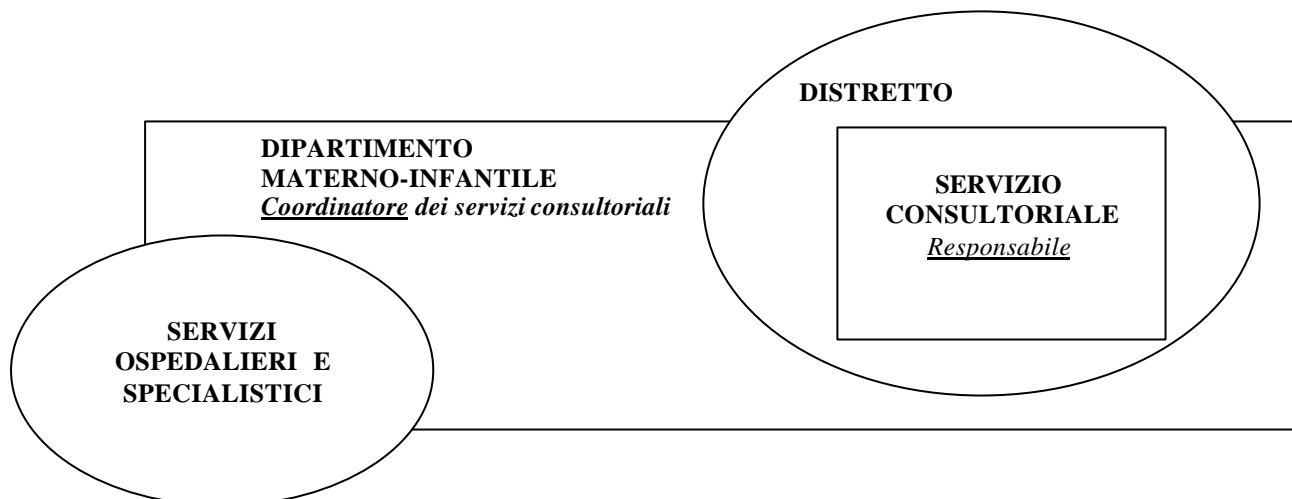 DISTRETTO
DIPARTIMENTO
MATERNO-INFANTILE
Coordinatore dei servizi consultoriali
SERVIZIO
CONSULTORIALE
Responsabile
SERVIZI
OSPEDALIERI E
SPECIALISTICI